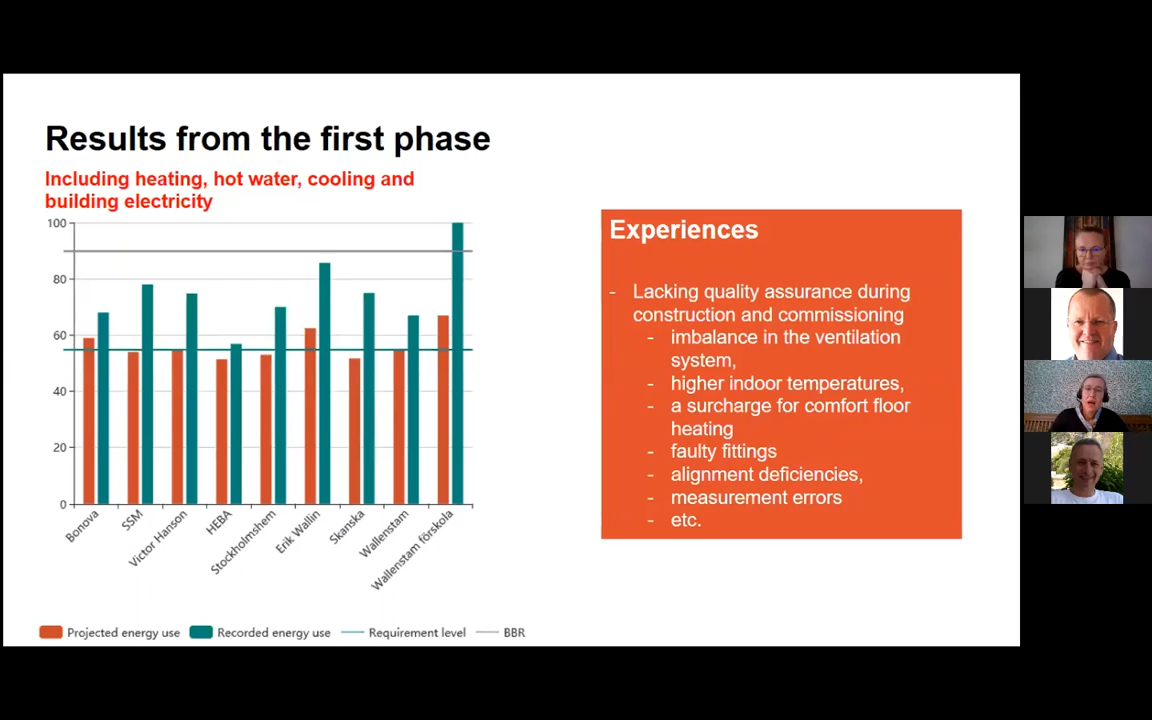 Results from the first phase
Including heating, hot water, cooling and
building electricity
100
80
60
40
20
0
Bonova
SSM
Victor Hanson
HEBA
Stockholmshem
Erik Wallin
Skanska
Wallenstam
Wallenstam förskola
Projected energy use
Recorded energy use
Requirement level
BBR
Experiences
- Lacking quality assurance during
construction and commissioning
- imbalance in the ventilation
system,
- higher indoor temperatures,
- a surcharge for comfort floor
heating
- faulty fittings
- alignment deficiencies,
- measurement errors
- etc.